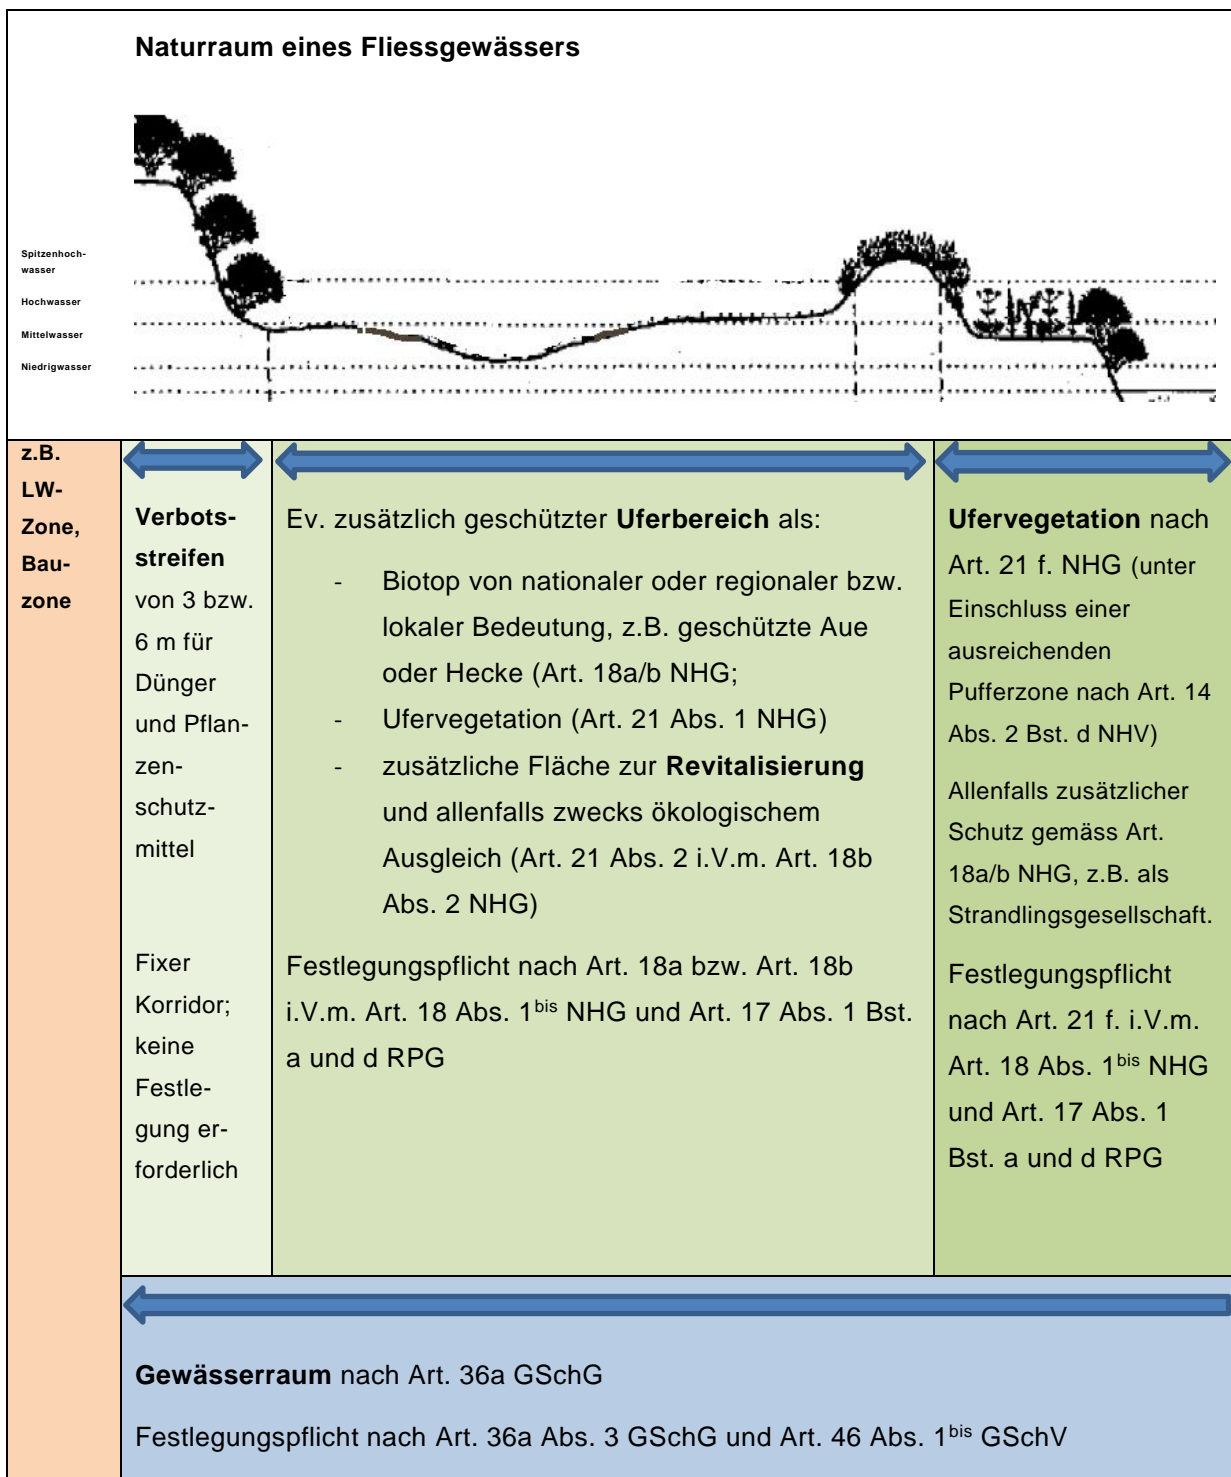 Naturraum eines Fliessgewässers
Spitzenhoch-
wasser
Hochwasser
Mittelwasser
Niedrigwasser
z.B.
LW-
Zone,
Bau-
zone
Verbots-
streifen
von 3 bzw.
6 m für
Dünger
und Pflan-
zen-
schutz-
mittel
Fixer
Korridor;
keine
Festle-
gung er-
forderlich
Ev. zusätzlich geschützter Uferbereich als:
- Biotop von nationaler oder regionaler bzw.
lokaler Bedeutung, z.B. geschützte Aue
oder Hecke (Art. 18a/b NHG;
- Ufervegetation (Art. 21 Abs. 1 NHG)
- zusätzliche Fläche zur Revitalisierung
und allenfalls zwecks ökologischem
Ausgleich (Art. 21 Abs. 2 i.V.m. Art. 18b
Abs. 2 NHG)
Festlegungspflicht nach Art. 18a bzw. Art. 18b
i.V.m. Art. 18 Abs. 1bis NHG und Art. 17 Abs. 1 Bst.
a und d RPG
Ufervegetation nach
Art. 21 f. NHG (unter
Einschluss einer
ausreichenden
Pufferzone nach Art. 14
Abs. 2 Bst. d NHV)
Allenfalls zusätzlicher
Schutz gemäss Art.
18a/b NHG, z.B. als
Strandlingsgesellschaft.
Festlegungspflicht
nach Art. 21 f. i.V.m.
Art. 18 Abs. 1bis NHG
und Art. 17 Abs. 1
Bst. a und d RPG
Gewässerraum nach Art. 36a GSchG
Festlegungspflicht nach Art. 36a Abs. 3 GSchG und Art. 46 Abs. 1bis GSchV